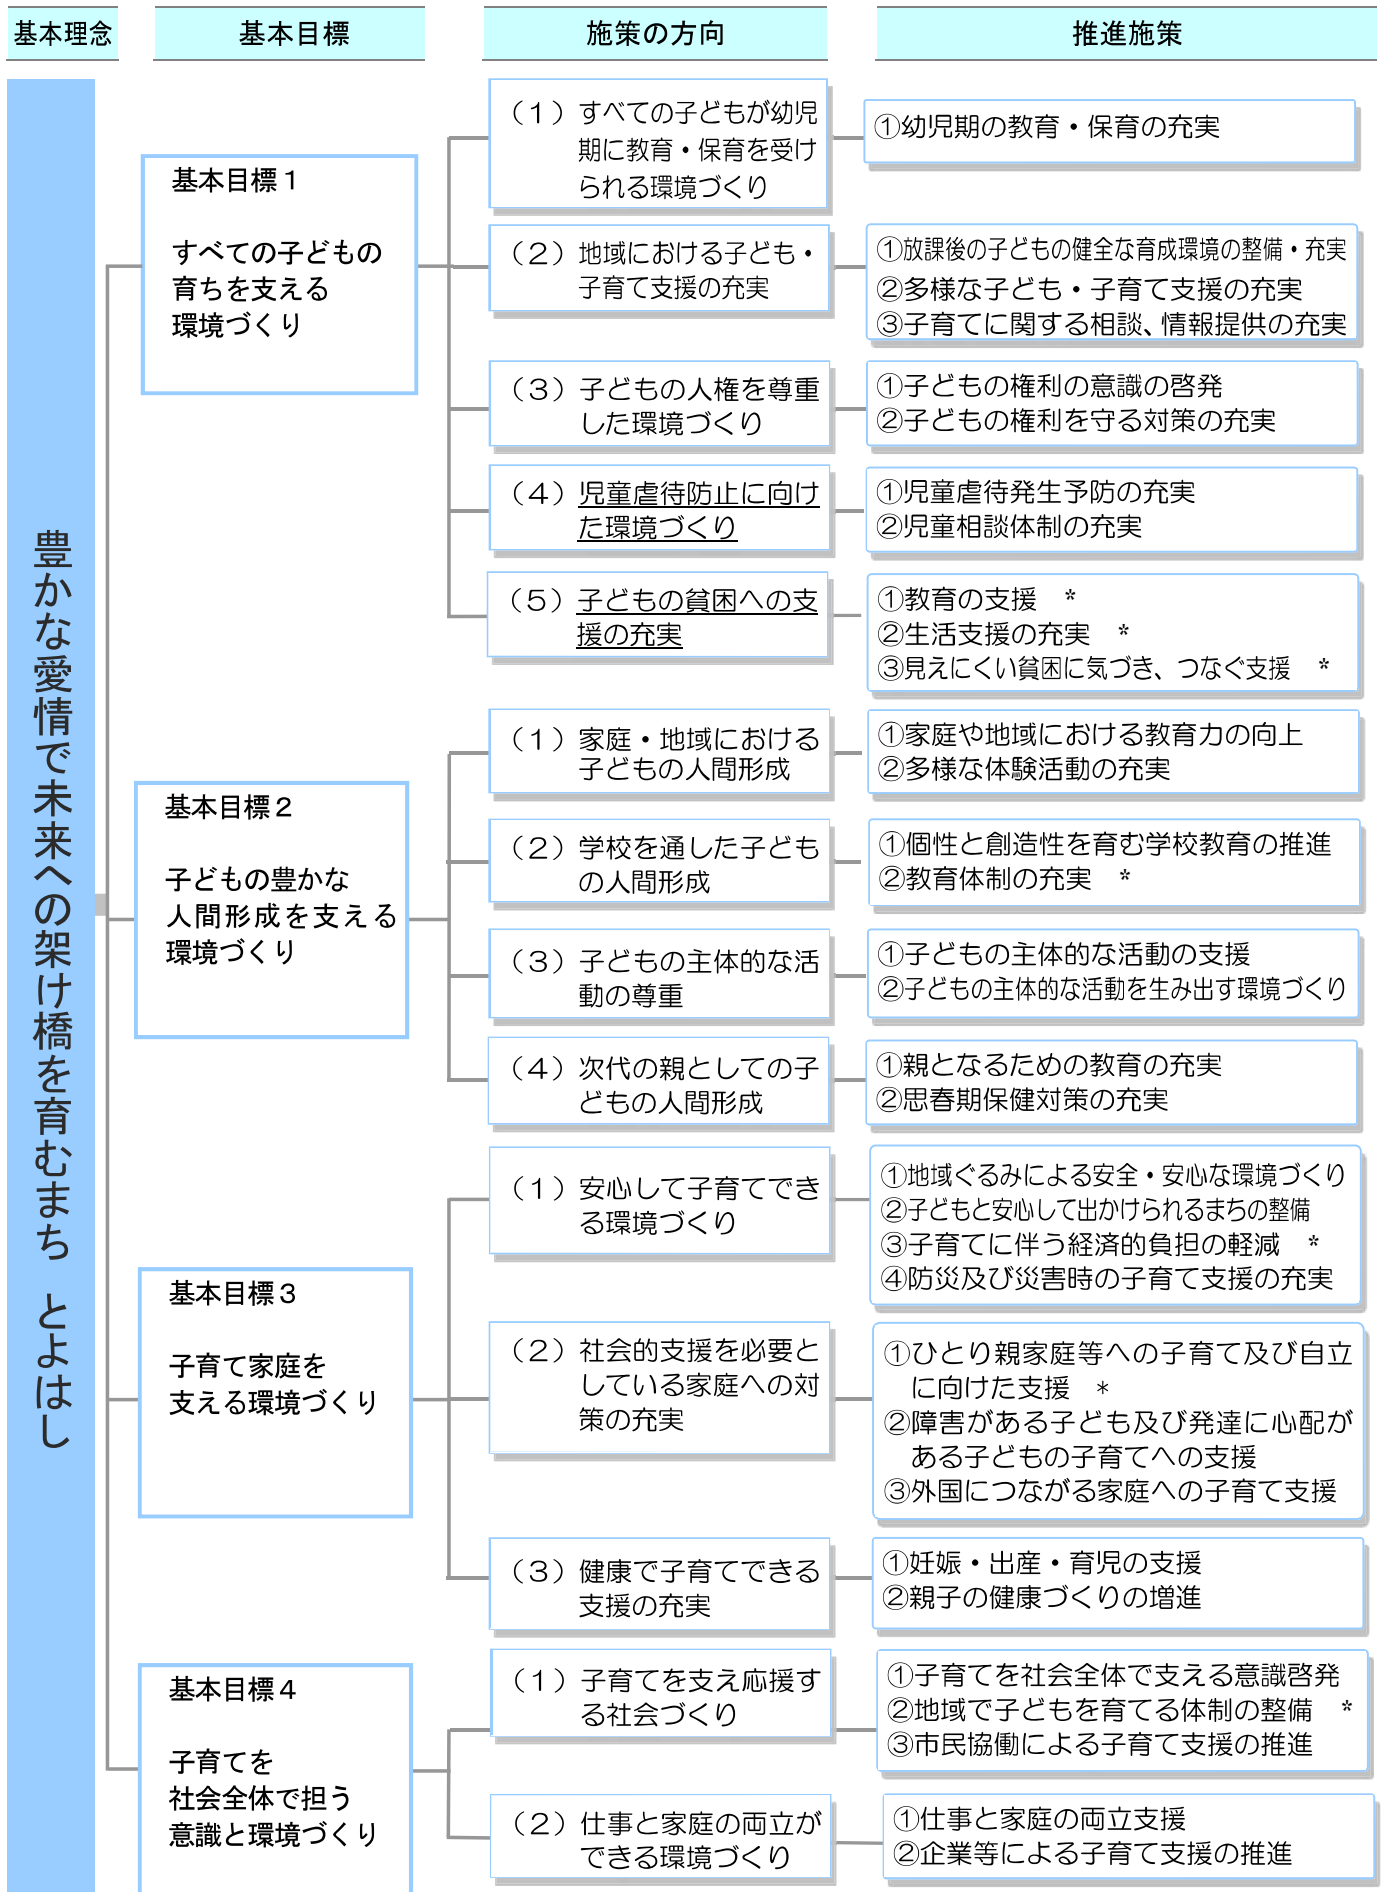 基本理念
基本目標
施策の方向
推進施策
豊かな愛情で未来への架け橋を育むまち　とよはし
基本目標１
すべての子どもの
育ちを支える
環境づくり
（１）すべての子どもが幼児
期に教育・保育を受け
られる環境づくり
①幼児期の教育・保育の充実
（２）地域における子ども・
子育て支援の充実
①放課後の子どもの健全な育成環境の整備・充実
②多様な子ども・子育て支援の充実
③子育てに関する相談、情報提供の充実
（３）子どもの人権を尊重
した環境づくり
①子どもの権利の意識の啓発
②子どもの権利を守る対策の充実
（４）児童虐待防止に向け
た環境づくり
①児童虐待発生予防の充実
②児童相談体制の充実
（５）子どもの貧困への支
援の充実
①教育の支援　*
②生活支援の充実　*
③見えにくい貧困に気づき、つなぐ支援　*
基本目標２
子どもの豊かな
人間形成を支える
環境づくり
（１）家庭・地域における
子どもの人間形成
①家庭や地域における教育力の向上
②多様な体験活動の充実
（２）学校を通した子ども
の人間形成
①個性と創造性を育む学校教育の推進
②教育体制の充実　*
（３）子どもの主体的な活
動の尊重
①子どもの主体的な活動の支援
②子どもの主体的な活動を生み出す環境づくり
（４）次代の親としての子
どもの人間形成
①親となるための教育の充実
②思春期保健対策の充実
基本目標３
子育て家庭を
支える環境づくり
（１）安心して子育てでき
る環境づくり
①地域ぐるみによる安全・安心な環境づくり
②子どもと安心して出かけられるまちの整備
③子育てに伴う経済的負担の軽減　*
④防災及び災害時の子育て支援の充実
（２）社会的支援を必要と
している家庭への対
策の充実
①ひとり親家庭等への子育て及び自立
に向けた支援　*
②障害がある子ども及び発達に心配が
ある子どもの子育てへの支援
③外国につながる家庭への子育て支援
（３）健康で子育てできる
支援の充実
①妊娠・出産・育児の支援
②親子の健康づくりの増進
基本目標４
子育てを
社会全体で担う
意識と環境づくり
（１）子育てを支え応援す
る社会づくり
①子育てを社会全体で支える意識啓発
②地域で子どもを育てる体制の整備　*
③市民協働による子育て支援の推進
（２）仕事と家庭の両立が
できる環境づくり
①仕事と家庭の両立支援
②企業等による子育て支援の推進